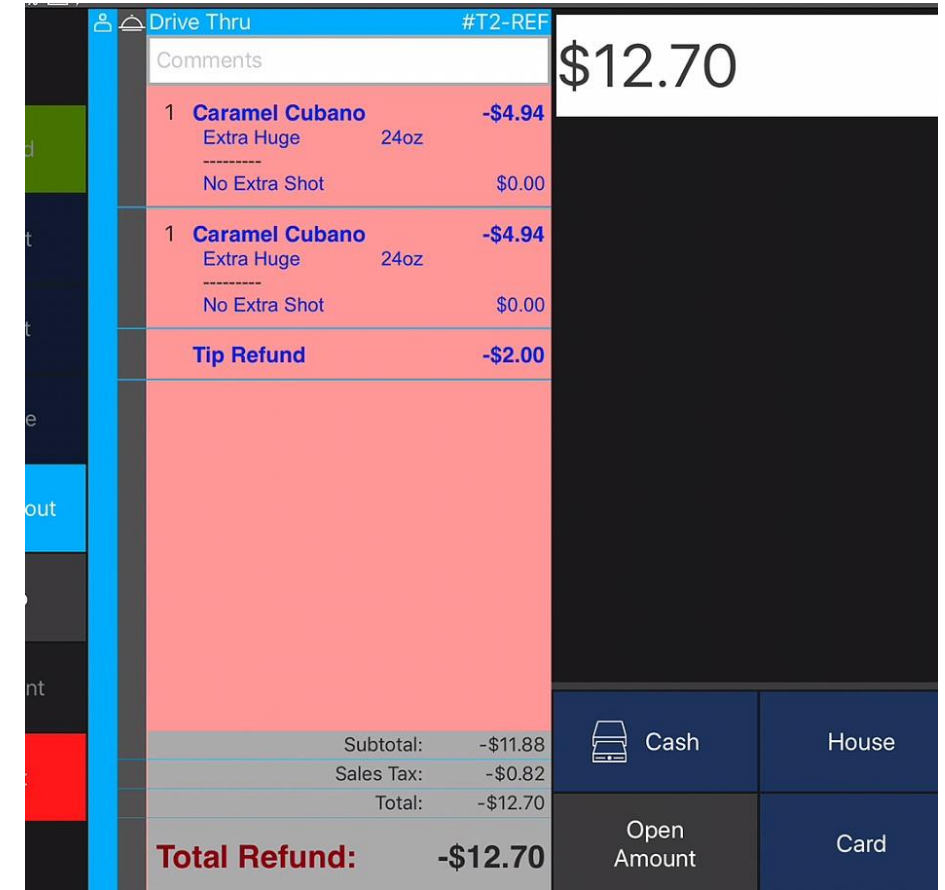 Drive Thru #T2-REF
Comments
$12.70
1 Caramel Cubano -$4.94
Extra Huge 24oz
---------
No Extra Shot $0.00
1 Caramel Cubano -$4.94
Extra Huge 24oz
---------
No Extra Shot $0.00
Tip Refund -$2.00
out
nt
Subtotal: -$11.88
Sales Tax: -$0.82
Total: -$12.70
Total Refund: -$12.70
Cash
House
Open
Amount
Card